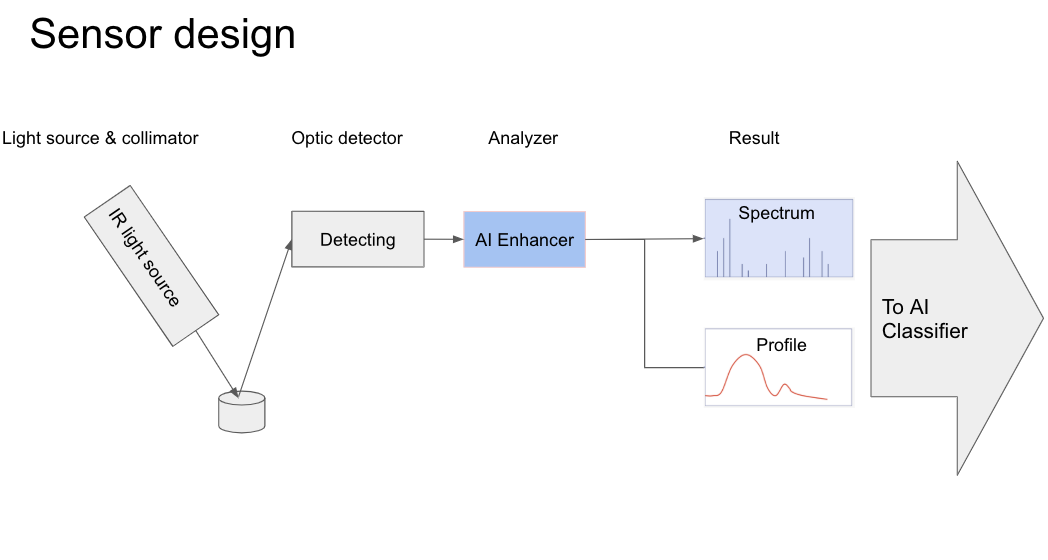 Sensor design
Light source & collimator
Optic detector
Analyzer
Result
IR light source
Detecting
AI Enhancer
Spectrum
Profile
To AI
Classifier